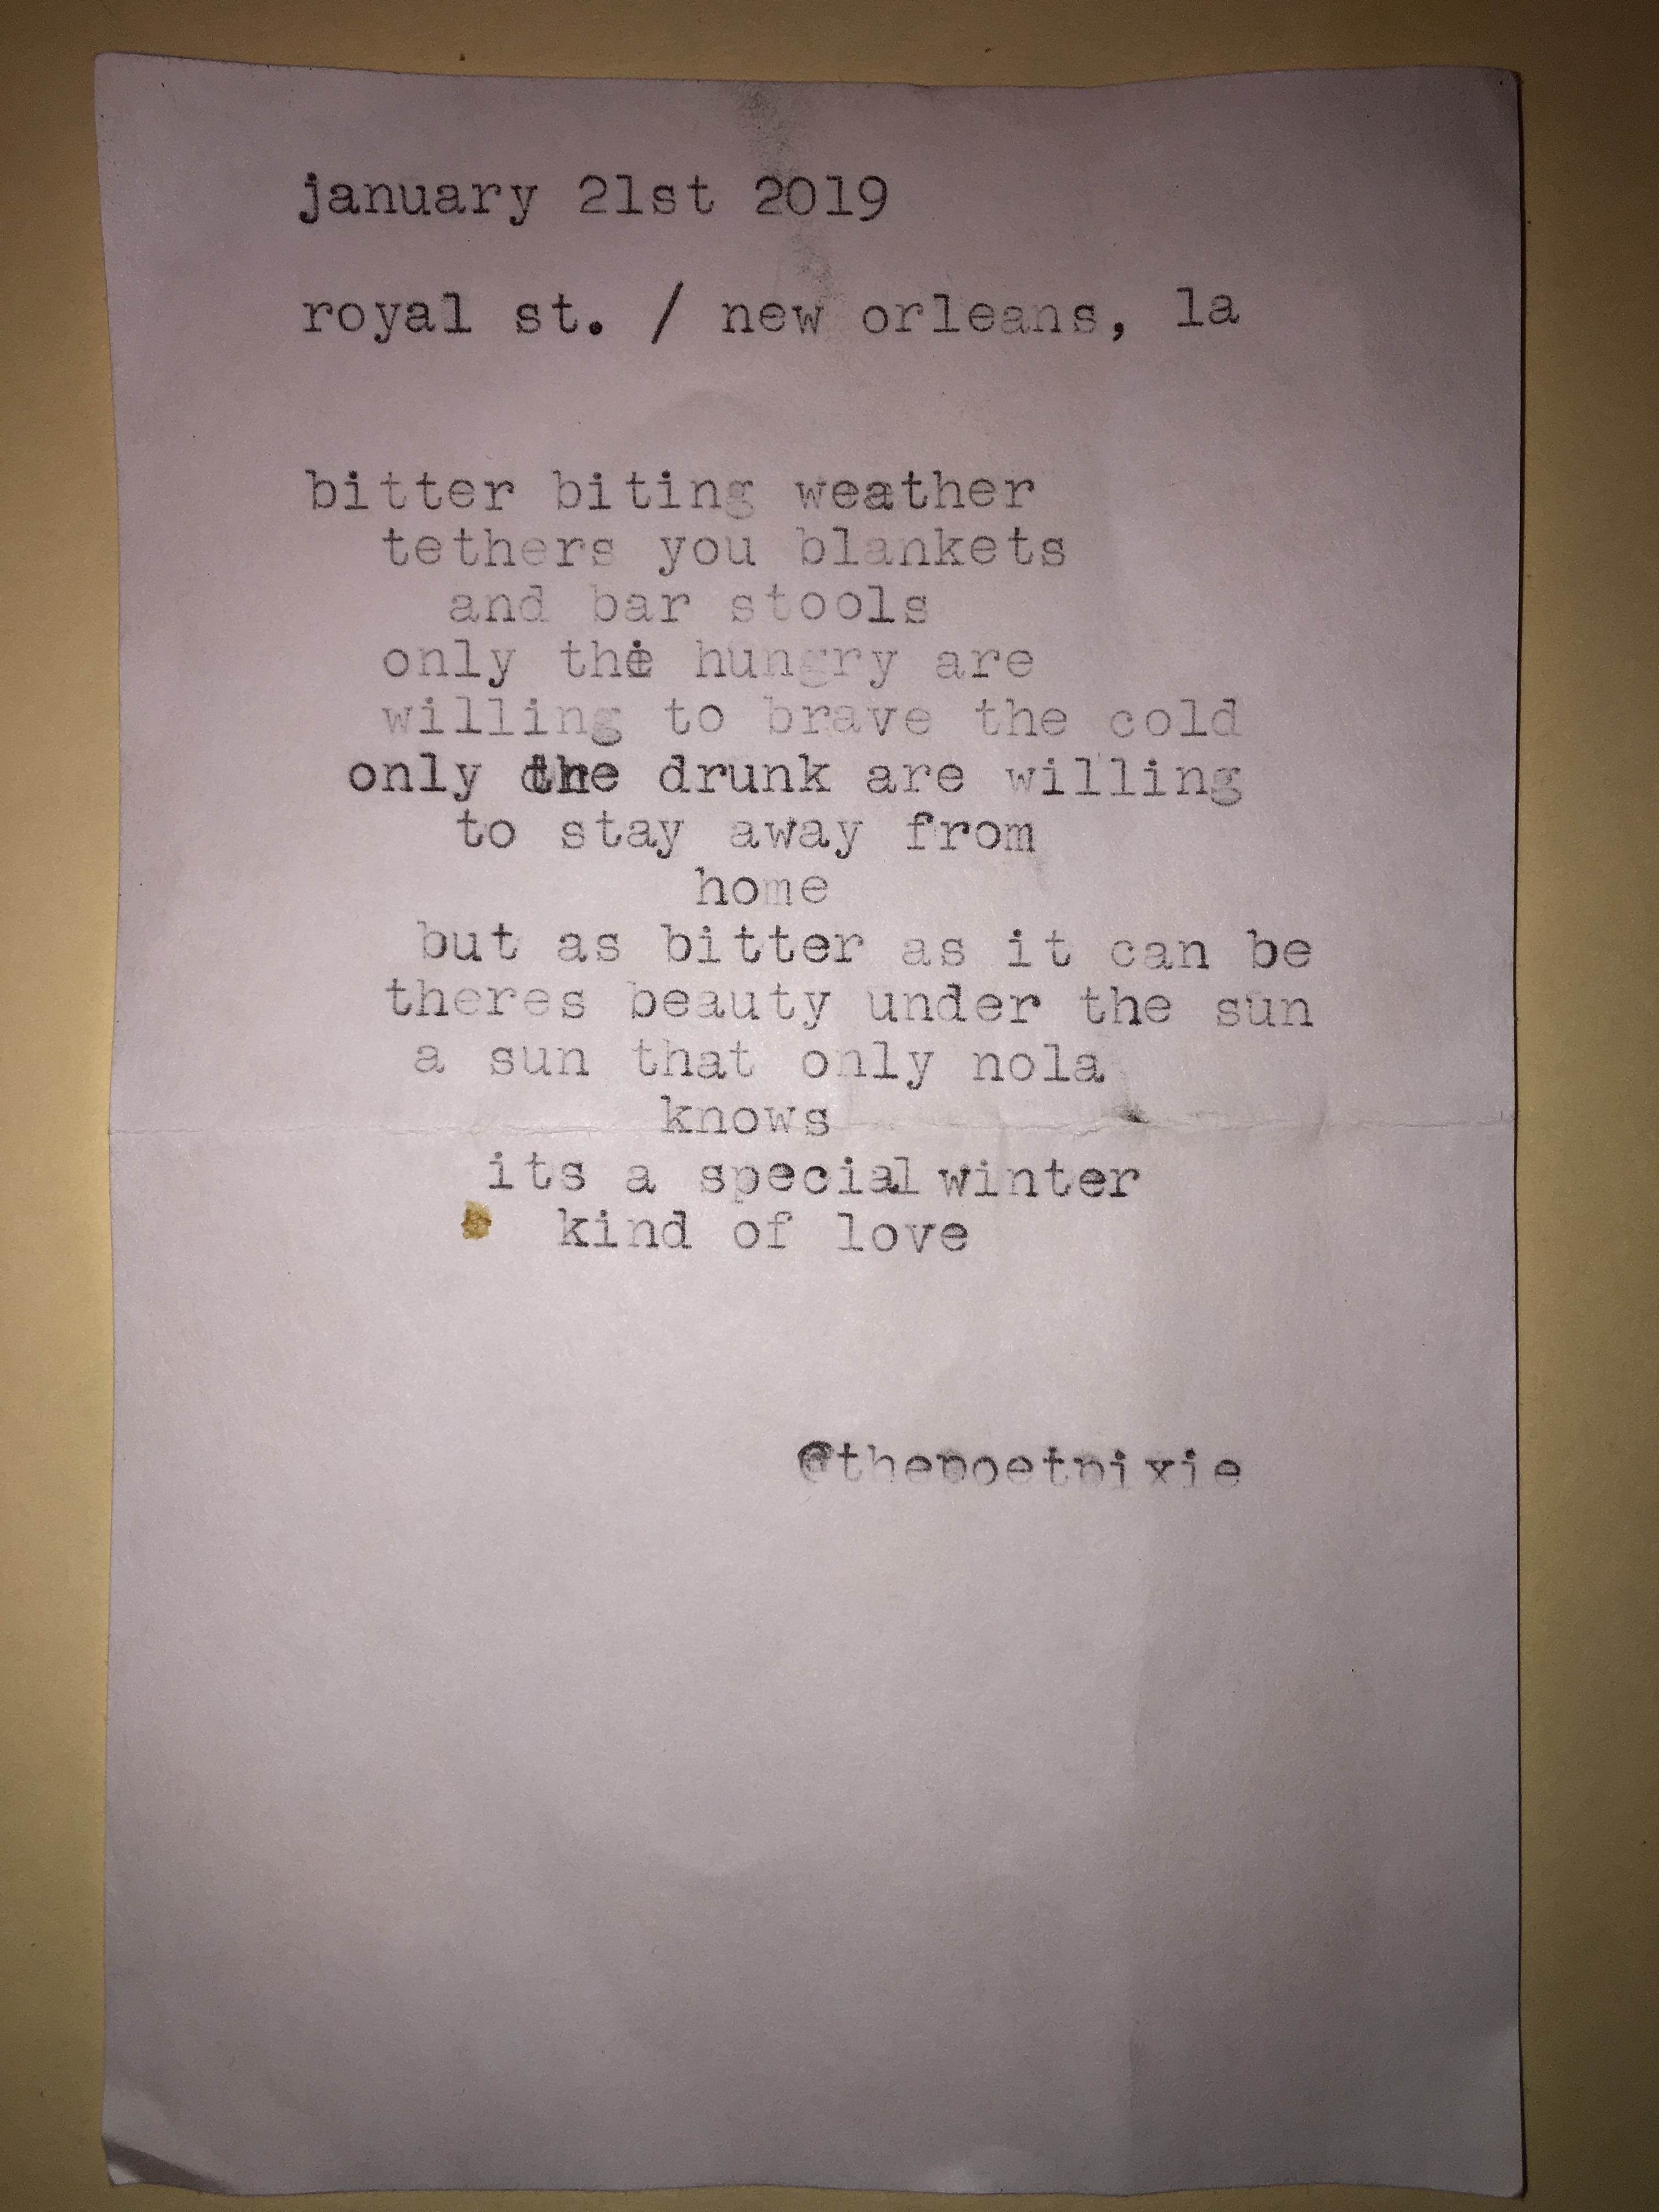 january 21st 2019
royal st. / new orleans, la
bitter biting weather
tethers you blankets
and bar stools
only the hungry are
willing to brave the cold
only the drunk are willing
to stay away from
home
but as bitter as it can be
theres beauty under the sun
a sun that only nola
knows
its a special winter
kind of love
@thepoetpixie